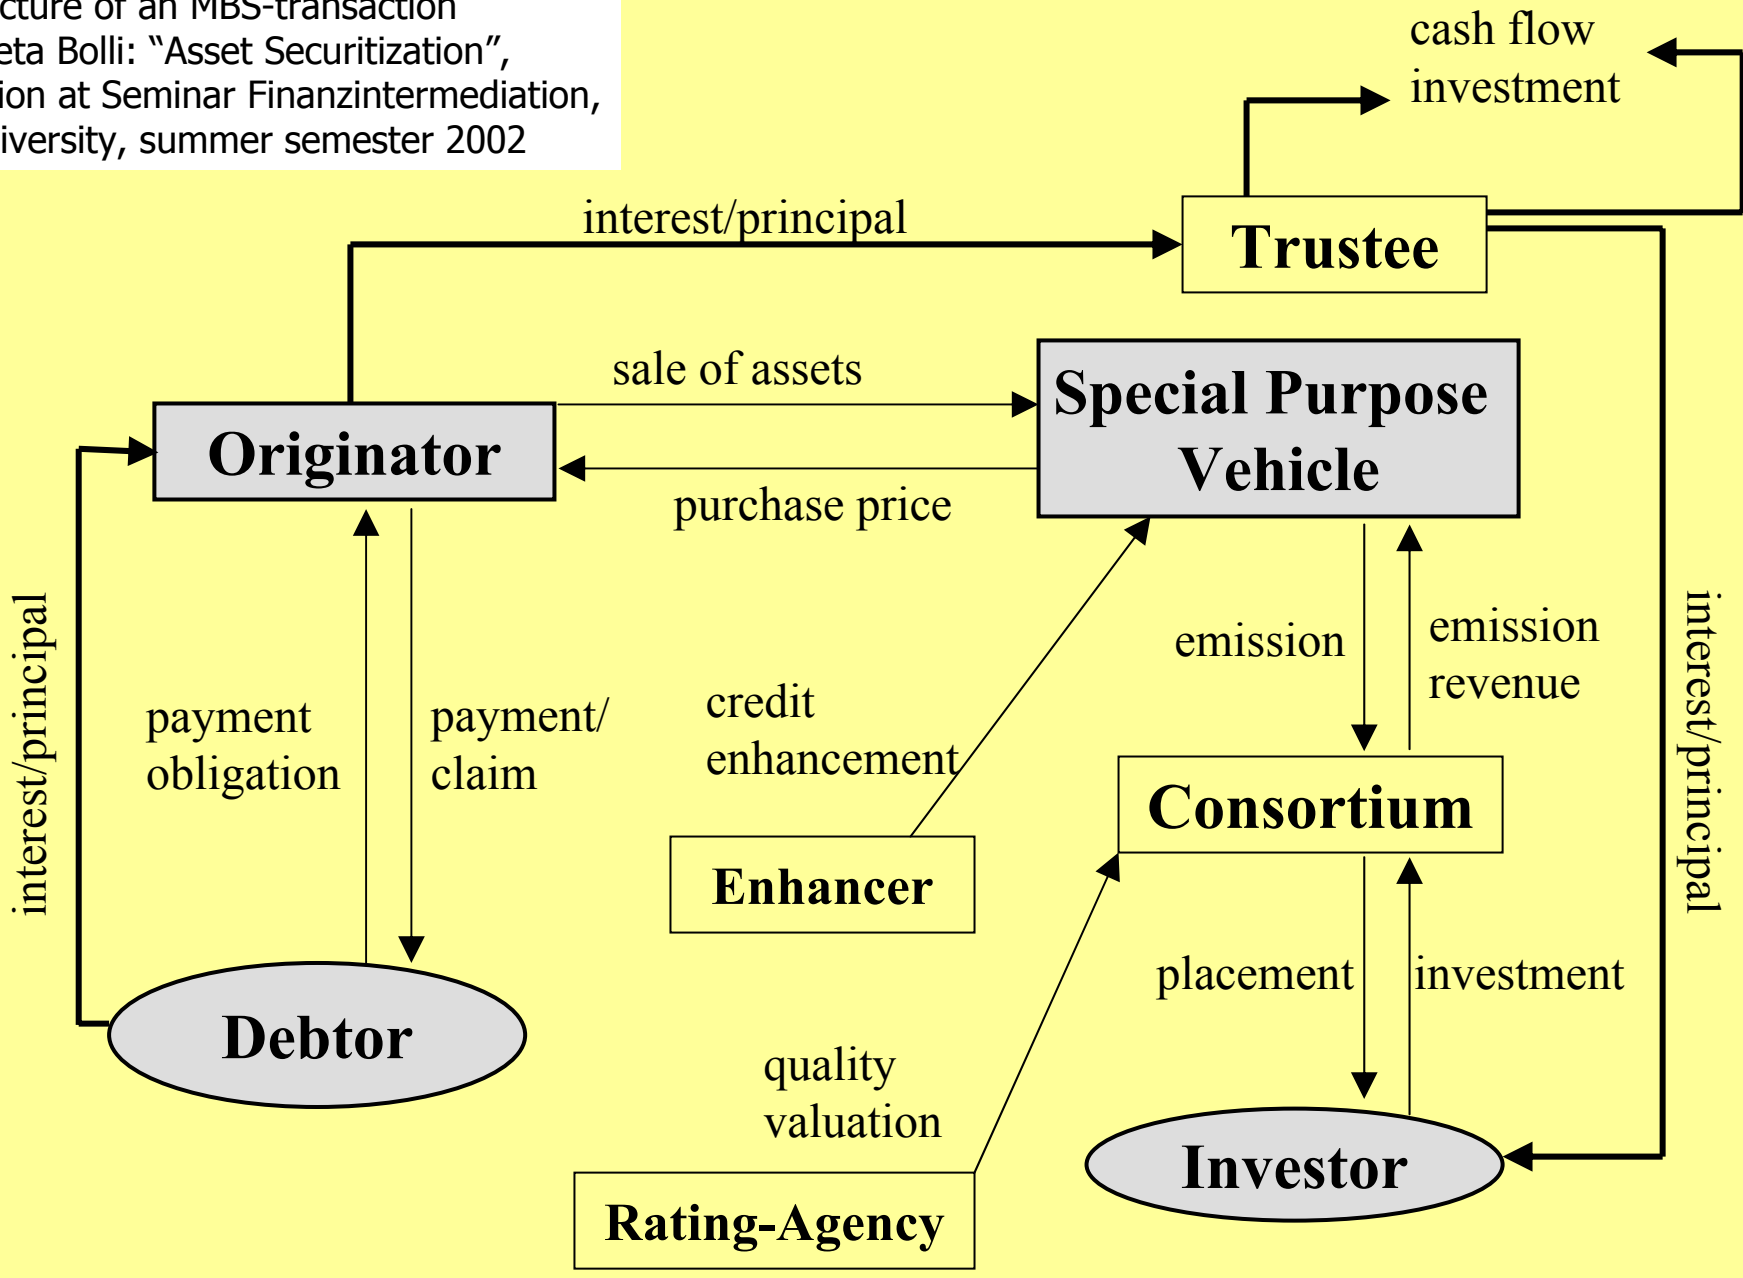 cture of an MBS-transaction
eta Bolli: “Asset Securitization”,
ion at Seminar Finanzintermediation,
iversity, summer semester 2002
cash flow
investment
interest/principal
Trustee
sale of assets
Special Purpose
Vehicle
Originator
purchase price
interest/principal
payment
obligation
payment/
claim
credit
enhancement
emission
emission
revenue
interest/principal
Consortium
Enhancer
placement
investment
Debtor
quality
valuation
Investor
Rating-Agency